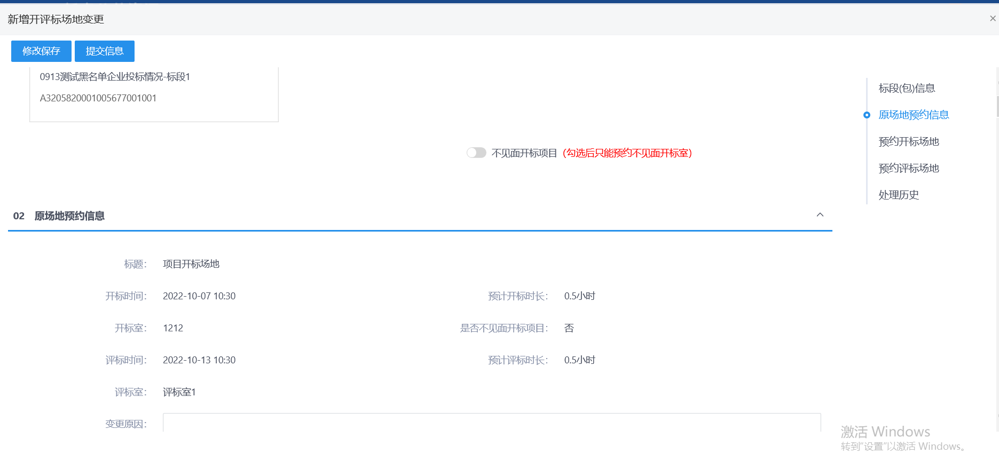 新增开评标场地变更
×
修改保存 提交信息
0913测试黑名单企业投标情况-标段1
A3205820001005677001001
不见面开标项目 (勾选后只能预约不见面开标室)
标段(包)信息
原场地预约信息
预约开标场地
预约评标场地
处理历史
02 原场地预约信息
标题： 项目开标场地
开标时间： 2022-10-07 10:30 预计开标时长： 0.5小时
开标室： 1212 是否不见面开标项目： 否
评标时间： 2022-10-13 10:30 预计评标时长： 0.5小时
评标室： 评标室1
变更原因：
激活 Windows
转到“设置”以激活 Windows。